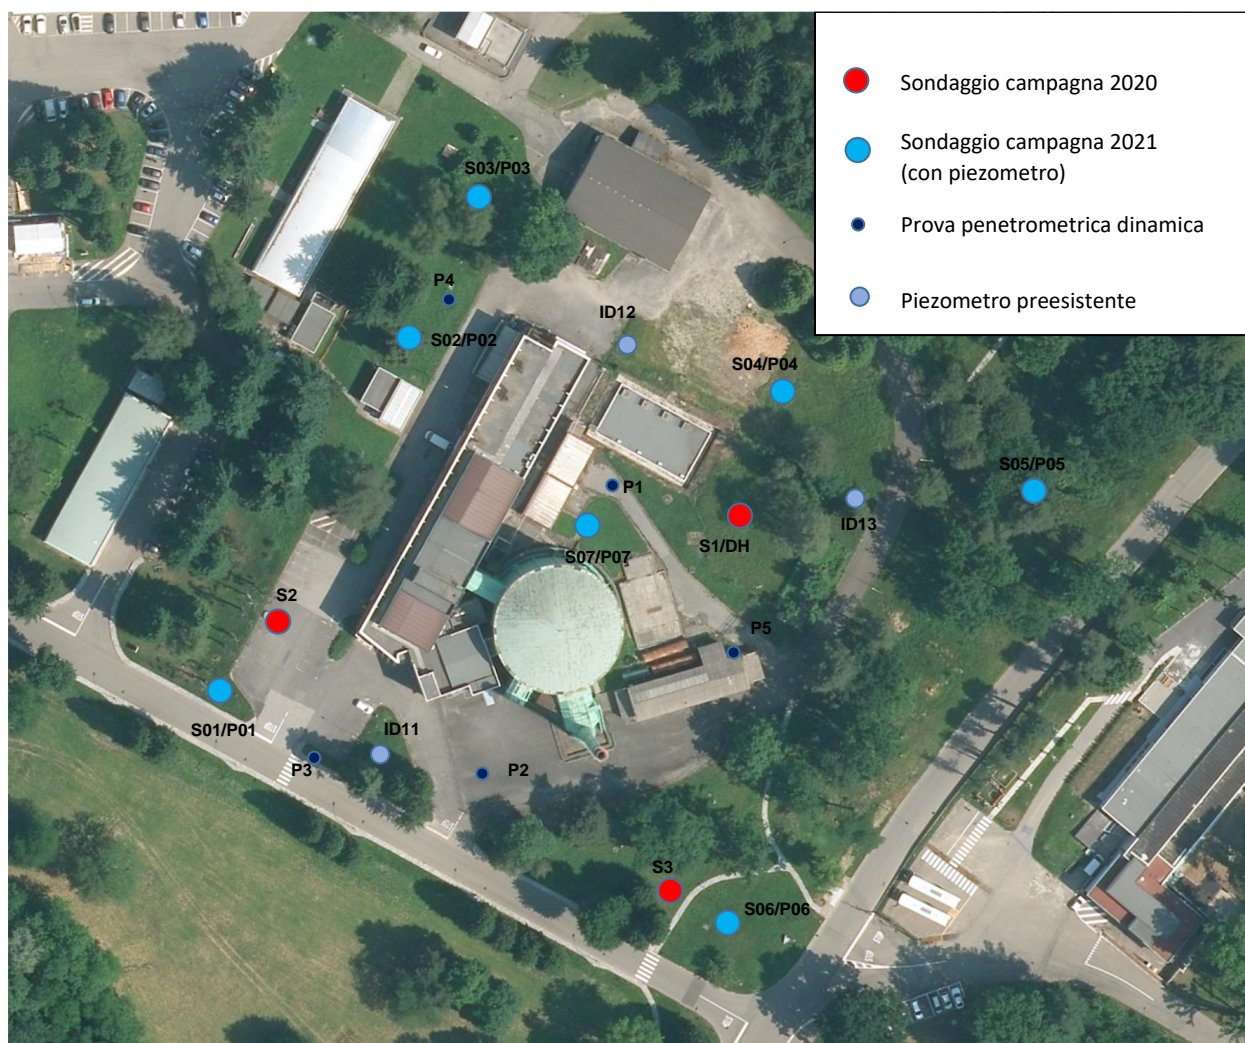 Sondaggio campagna 2020
Sondaggio campagna 2021
(con piezometro)
Prova penetrometrica dinamica
Piezometro preesistente
S03/P03
P4
ID12
S02/P02
S04/P04
S05/P05
P1
ID13
S07/P07
S1/DH
S2
P5
S01/P01
ID11
P3
P2
S3
S06/P06